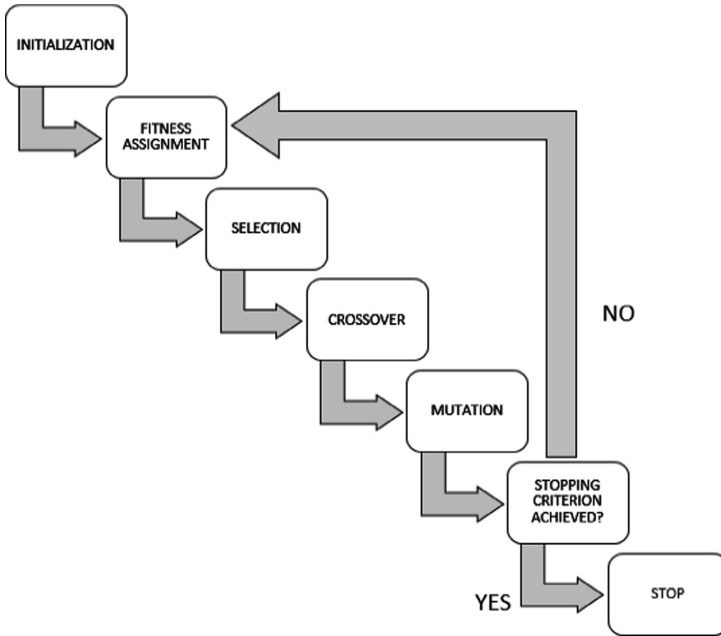 INITIALIZATION
FITNESS
ASSIGNMENT
SELECTION
CROSSOVER
NO
MUTATION
STOPPING
CRITERION
ACHIEVED?
YES
STOP